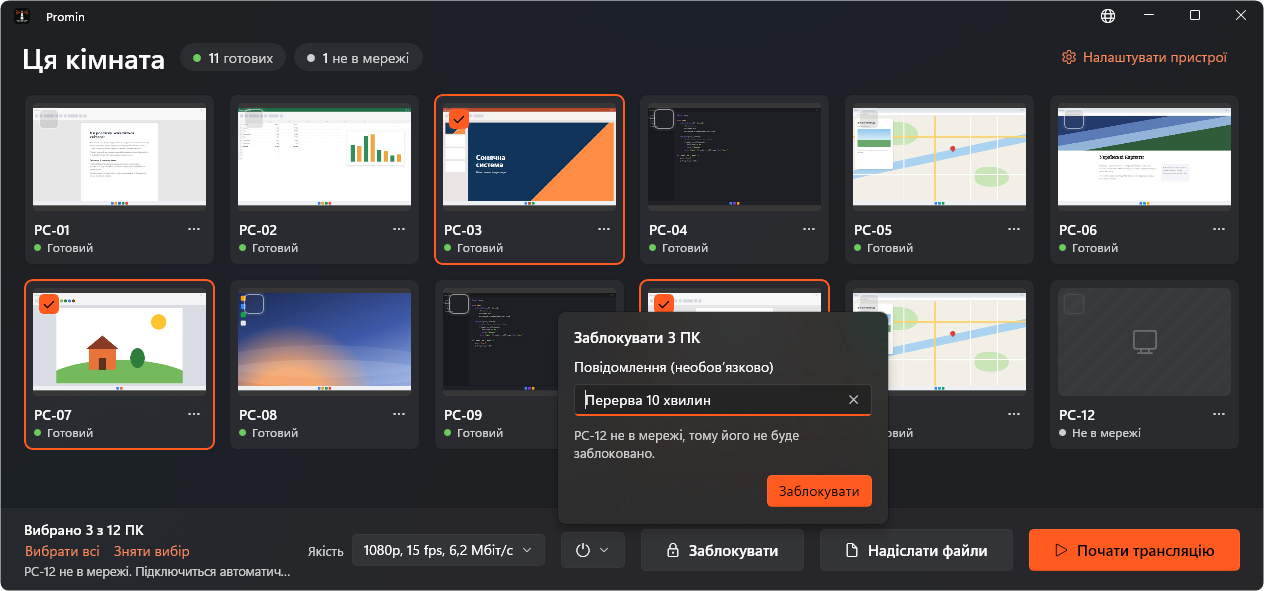 Promin
Ця кімната
11 готових
1 не в мережі
Налаштувати пристрої
Сонячна
система
PC-01
Готовий
PC-02
Готовий
PC-03
Готовий
PC-04
Готовий
PC-05
Готовий
PC-06
Готовий
Українські Карпати
PC-07
Готовий
PC-08
Готовий
PC-09
Готовий
PC-12
Не в мережі
Заблокувати 3 ПК
Повідомлення (необов’язково)
Перерва 10 хвилин
PC-12 не в мережі, тому його не буде
заблоковано.
Заблокувати
Вибрано 3 з 12 ПК
Вибрати всі Зняти вибір
PC-12 не в мережі. Підключиться автоматич...
Якість
1080p, 15 fps, 6,2 Мбіт/с
Заблокувати
Надіслати файли
Почати трансляцію